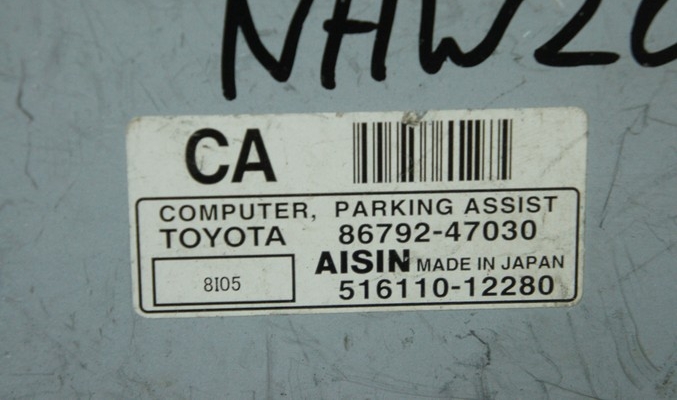 NHW20
CA
COMPUTER, PARKING ASSIST
TOYOTA 86792-47030
8I05 AISIN MADE IN JAPAN
516110-12280